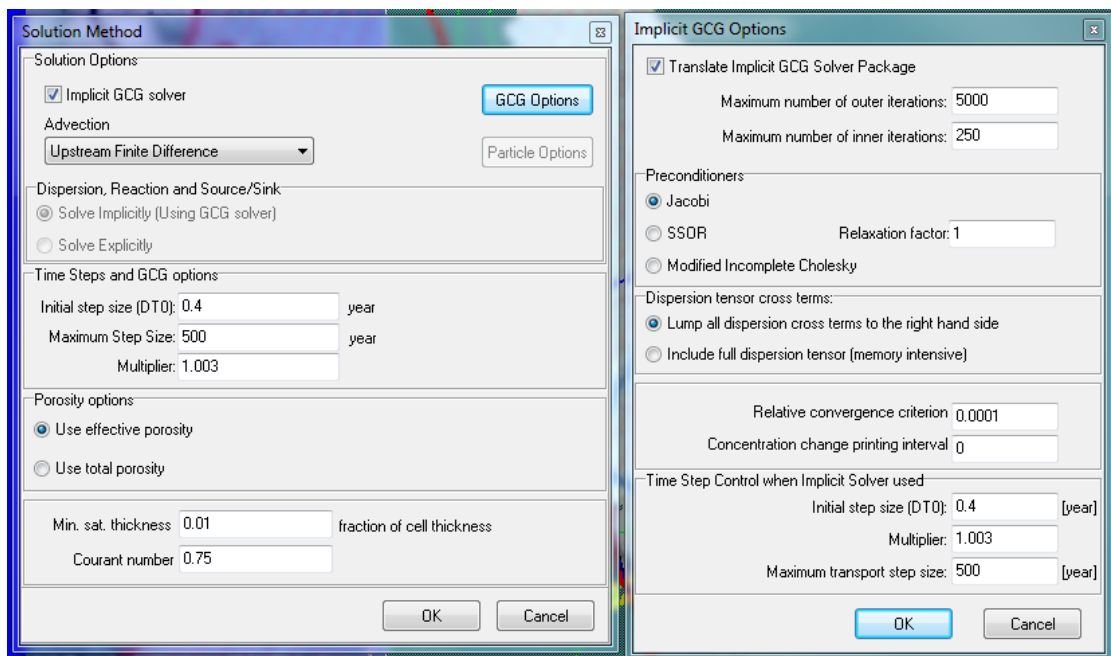 Solution Method
Solution Options
Implicit GCG solver
GCG Options
Advection
Upstream Finite Difference
Particle Options
Dispersion, Reaction and Source/Sink
Solve Implicitly (Using GCG solver)
Solve Explicitly
Time Steps and GCG options
Initial step size (DT0): 0.4 year
Maximum Step Size: 500 year
Multiplier: 1.003
Porosity options
Use effective porosity
Use total porosity
Min. sat. thickness 0.01 fraction of cell thickness
Courant number 0.75
OK Cancel
Implicit GCG Options
Translate Implicit GCG Solver Package
Maximum number of outer iterations: 5000
Maximum number of inner iterations: 250
Preconditioners
Jacobi
SSOR Relaxation factor: 1
Modified Incomplete Cholesky
Dispersion tensor cross terms:
Lump all dispersion cross terms to the right hand side
Include full dispersion tensor (memory intensive)
Relative convergence criterion 0.0001
Concentration change printing interval 0
Time Step Control when Implicit Solver used
Initial step size (DT0): 0.4 [year]
Multiplier: 1.003
Maximum transport step size: 500 [year]
OK Cancel